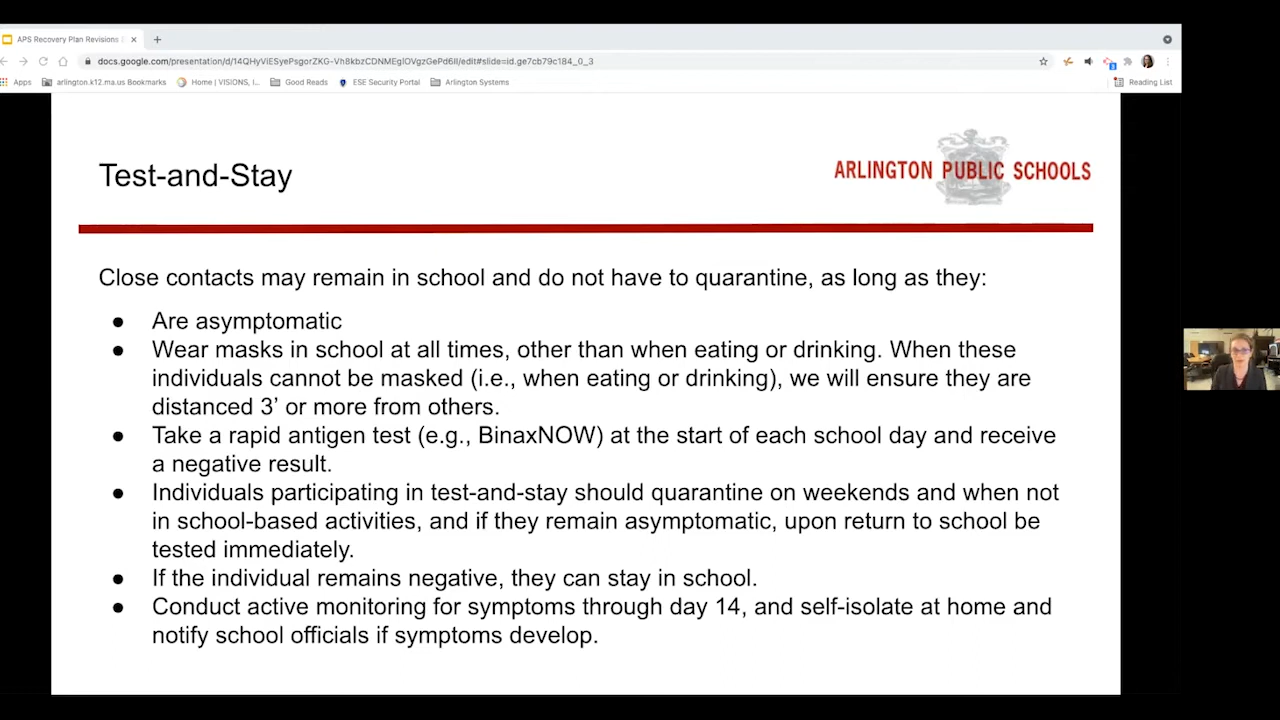 APS Recovery Plan Revisions
docs.google.com/presentation/d/
arlington.k12.ma.us Bookmarks
Apps
Home | VISIONS, I...
Good Reads
ESE Security Portal
Arlington Systems
Reading List
Test-and-Stay
ARLINGTON PUBLIC SCHOOLS
Close contacts may remain in school and do not have to quarantine, as long as they:
● Are asymptomatic
● Wear masks in school at all times, other than when eating or drinking. When these
individuals cannot be masked (i.e., when eating or drinking), we will ensure they are
distanced 3’ or more from others.
● Take a rapid antigen test (e.g., BinaxNOW) at the start of each school day and receive
a negative result.
● Individuals participating in test-and-stay should quarantine on weekends and when not
in school-based activities, and if they remain asymptomatic, upon return to school be
tested immediately.
● If the individual remains negative, they can stay in school.
● Conduct active monitoring for symptoms through day 14, and self-isolate at home and
notify school officials if symptoms develop.